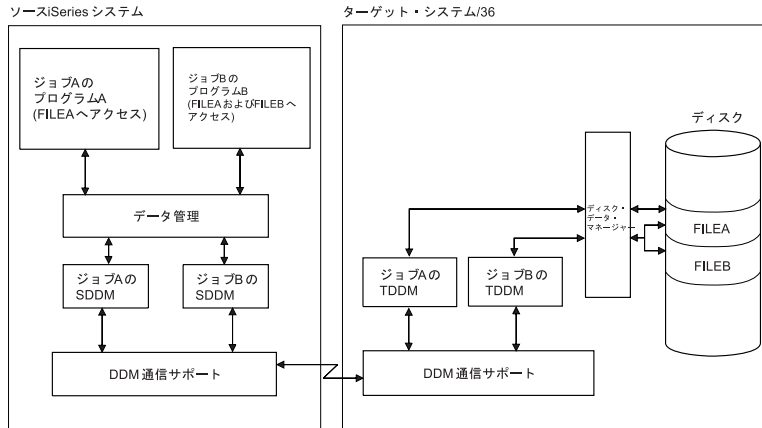 ソースiSeriesシステム
ターゲット・システム/36
ジョブAの
プログラムA
(FILEAへアクセス)
ジョブBの
プログラムB
(FILEAおよびFILEBへ
アクセス)
データ管理
ジョブAの
SDDM
ジョブBの
SDDM
DDM通信サポート
ディスク
ディスク・
データ・
マネージャー
FILEA
FILEB
ジョブAの
TDDM
ジョブBの
TDDM
DDM通信サポート